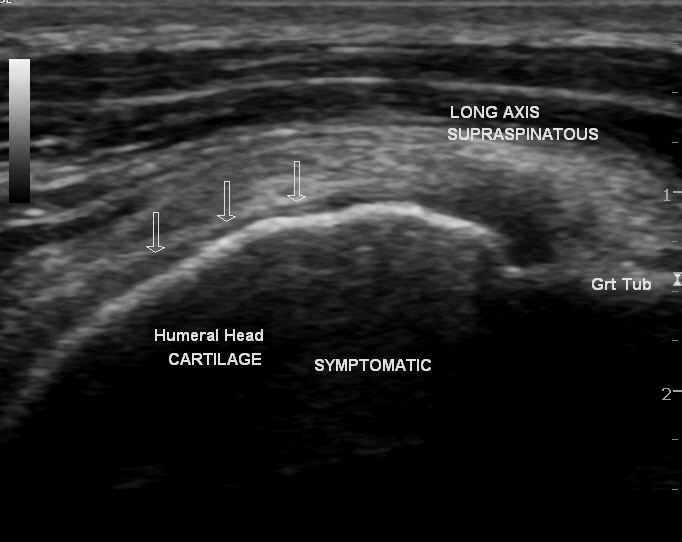 LONG AXIS
SUPRASPINATOUS
1
Grt Tub
Humeral Head
CARTILAGE
SYMPTOMATIC
2